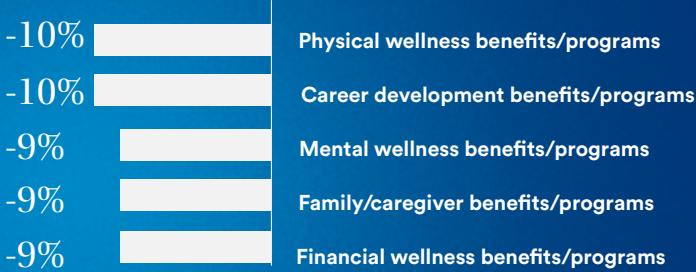 -10% Physical wellness benefits/programs
-10% Career development benefits/programs
-9% Mental wellness benefits/programs
-9% Family/caregiver benefits/programs
-9% Financial wellness benefits/programs